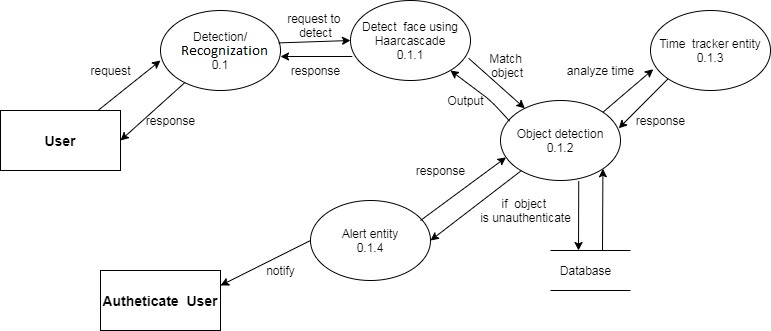 request to
detect
Detection/
Recognization
0.1
Detect face using
Haarcascade
0.1.1
Time tracker entity
0.1.3
request
response
Match
object
analyze time
Output
response
response
User
Object detection
0.1.2
response
if object
is unauthenticate
Alert entity
0.1.4
notify
Database
Autheticate User